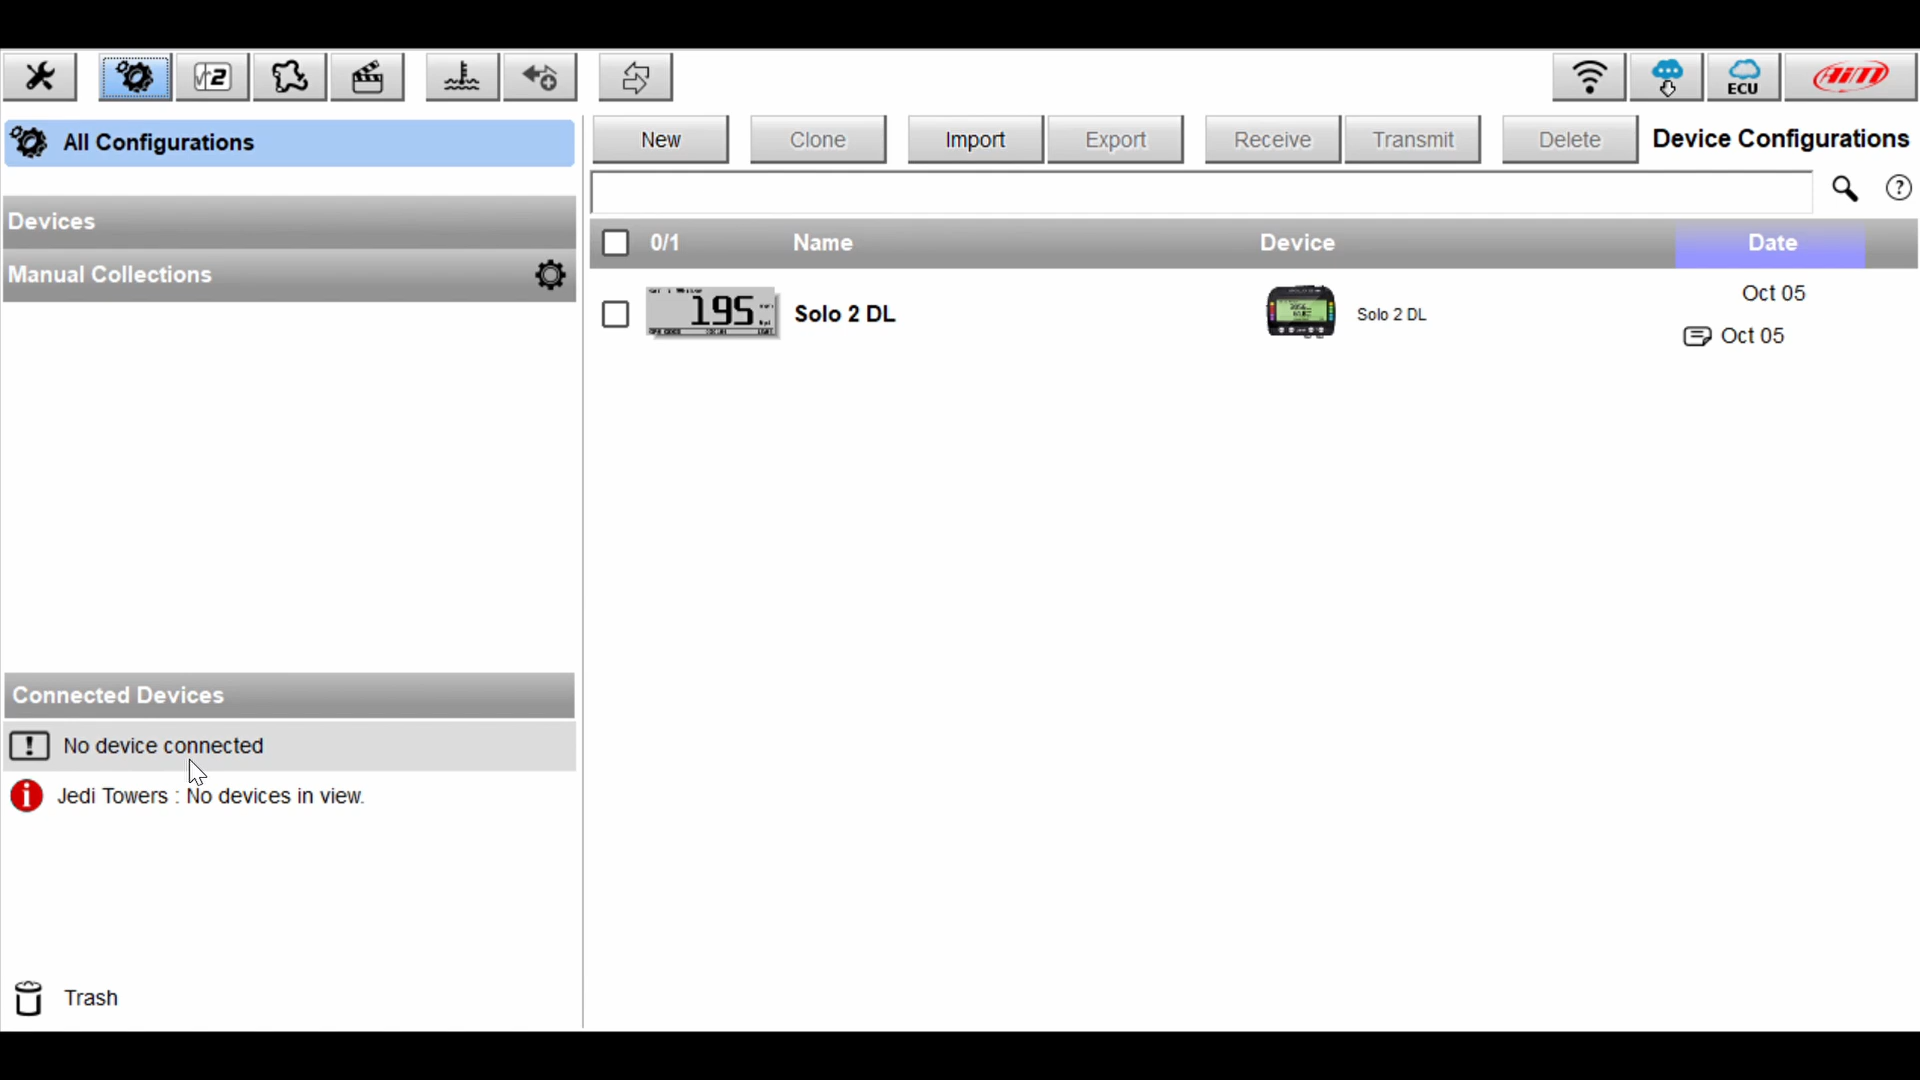 √2
ECU
AiM
All Configurations
New
Clone
Import
Export
Receive
Transmit
Delete
Device Configurations
Devices
Manual Collections
0/1
Name
Device
Date
195
Solo 2 DL
Solo 2 DL
Oct 05
Oct 05
Connected Devices
No device connected
Jedi Towers : No devices in view.
Trash